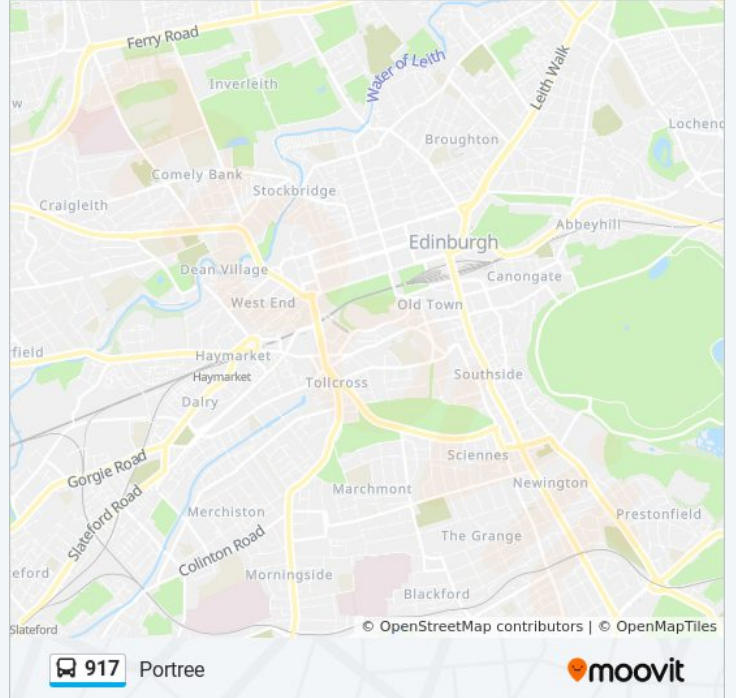 Ferry Road
Water of Leith
Leith Walk
Inverleith
w
Lochend
Broughton
Comely Bank
Stockbridge
Craigleith
Abbeyhill
Edinburgh
Dean Village
Canongate
West End
Old Town
field
Haymarket
Haymarket
Tollcross
Southside
Dalry
Gorgie Road
Sciennes
Newington
Marchmont
Slateford Road
Merchiston
Prestonfield
The Grange
Colinton Road
eford
Morningside
Blackford
Slateford
© OpenStreetMap contributors | © OpenMapTiles
917 Portree
moovit